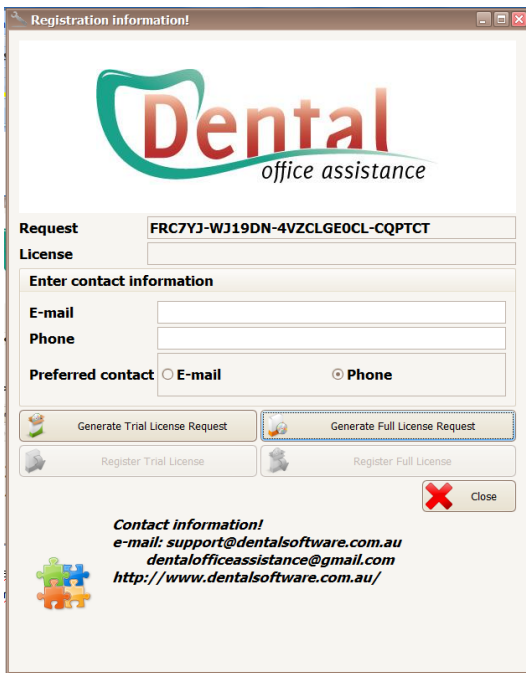 Registration information!
Dental
office assistance
Request FRC7YJ-WJ19DN-4VZCLGE0CL-CQPTCT
License
Enter contact information
E-mail
Phone
Preferred contact E-mail Phone
Generate Trial License Request Generate Full License Request
Register Trial License Register Full License
Close
Contact information!
e-mail: support@dentalsoftware.com.au
dentalofficeassistance@gmail.com
http://www.dentalsoftware.com.au/